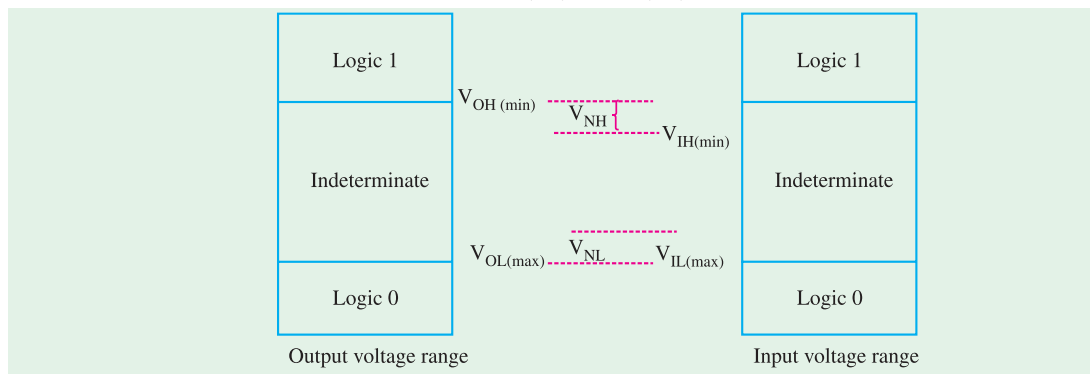 Logic 1
Logic 1
V_OH (min)
V_NH
V_IH(min)
Indeterminate
Indeterminate
V_OL(max)
V_NL
V_IL(max)
Logic 0
Logic 0
Output voltage range
Input voltage range